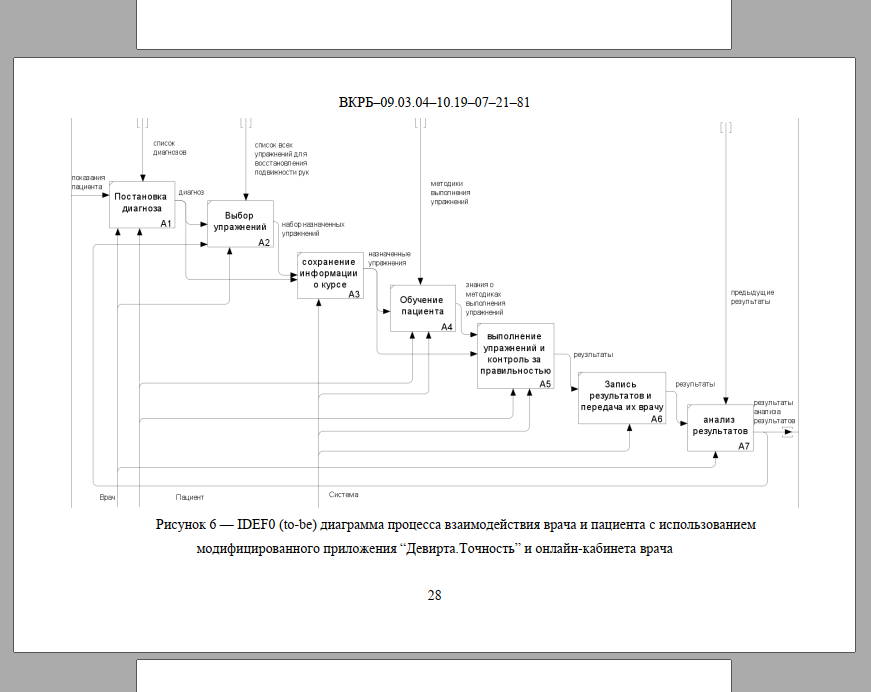 ВКРБ–09.03.04–10.19–07–21–81
список
диагнозов
список всех
упражнений для
восстановления
подвижности рук
показания
пациента
Постановка
диагноза
A1
диагноз
Выбор
упражнений
A2
набор назначенных
упражнений
методики
выполнения
упражнений
сохранение
информации
о курсе
A3
назначенные
упражнения
Обучение
пациента
A4
знания о
методиках
выполнения
упражнений
предыдущие
результаты
выполнение
упражнений и
контроль за
правильностью
A5
результаты
Запись
результатов и
передача их врачу
A6
результаты
анализ
результатов
A7
результаты
анализа
результатов
Врач
Пациент
Система
Рисунок 6 — IDEF0 (to-be) диаграмма процесса взаимодействия врача и пациента с использованием
модифицированного приложения “Девирта.Точность” и онлайн-кабинета врача
28